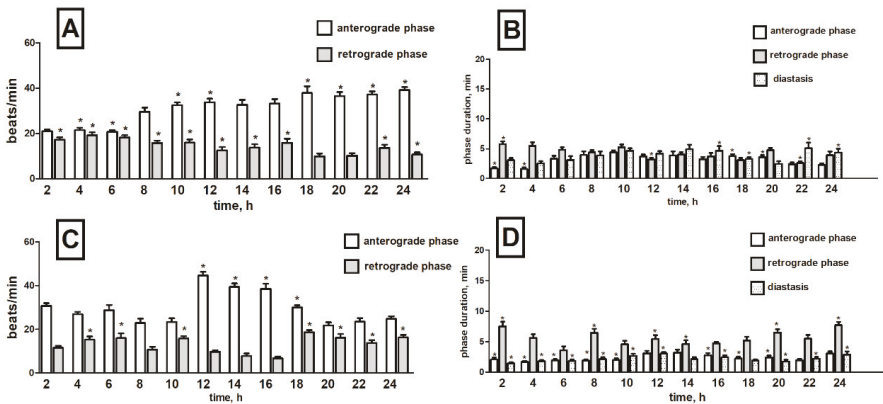 A
anterograde phase
retrograde phase
beats/min
60
40
20
0
2 4 6 8 10 12 14 16 18 20 22 24
time, h
B
anterograde phase
retrograde phase
diastasis
phase duration, min
20
15
10
5
0
2 4 6 8 10 12 14 16 18 20 22 24
time, h
C
anterograde phase
retrograde phase
beats/min
60
40
20
0
2 4 6 8 10 12 14 16 18 20 22 24
time, h
D
anterograde phase
retrograde phase
diastasis
phase duration, min
20
15
10
5
0
2 4 6 8 10 12 14 16 18 20 22 24
time, h